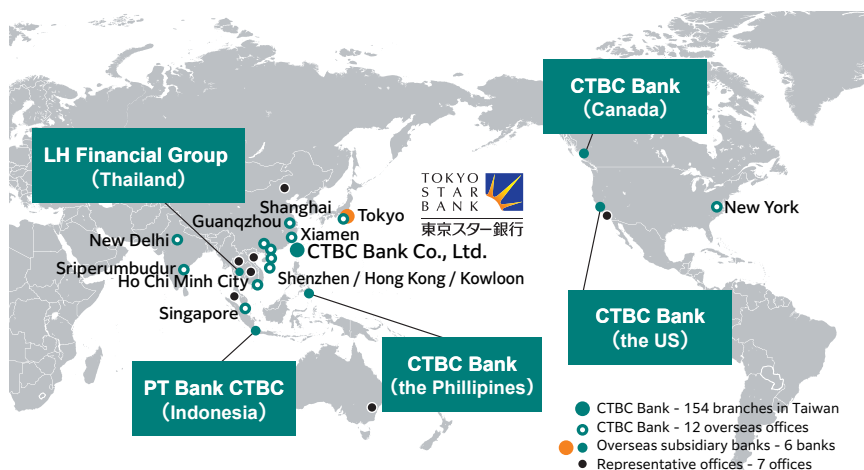 CTBC Bank
(Canada)
LH Financial Group
(Thailand)
TOKYO
STAR
BANK
東京スター銀行
Shanghai
Tokyo
Guanqzhou
Xiamen
New York
New Delhi
CTBC Bank Co., Ltd.
Sriperumbudur
Ho Chi Minh City
Shenzhen / Hong Kong / Kowloon
Singapore
CTBC Bank
(the US)
CTBC Bank
(the Phillipines)
PT Bank CTBC
(Indonesia)
CTBC Bank - 154 branches in Taiwan
CTBC Bank - 12 overseas offices
Overseas subsidiary banks - 6 banks
Representative offices - 7 offices